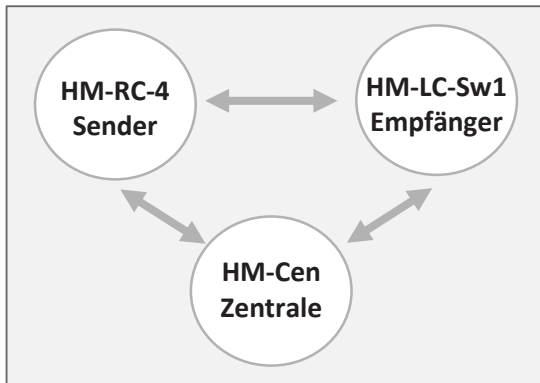 HM-RC-4
Sender
HM-LC-Sw1
Empfänger
HM-Cen
Zentrale